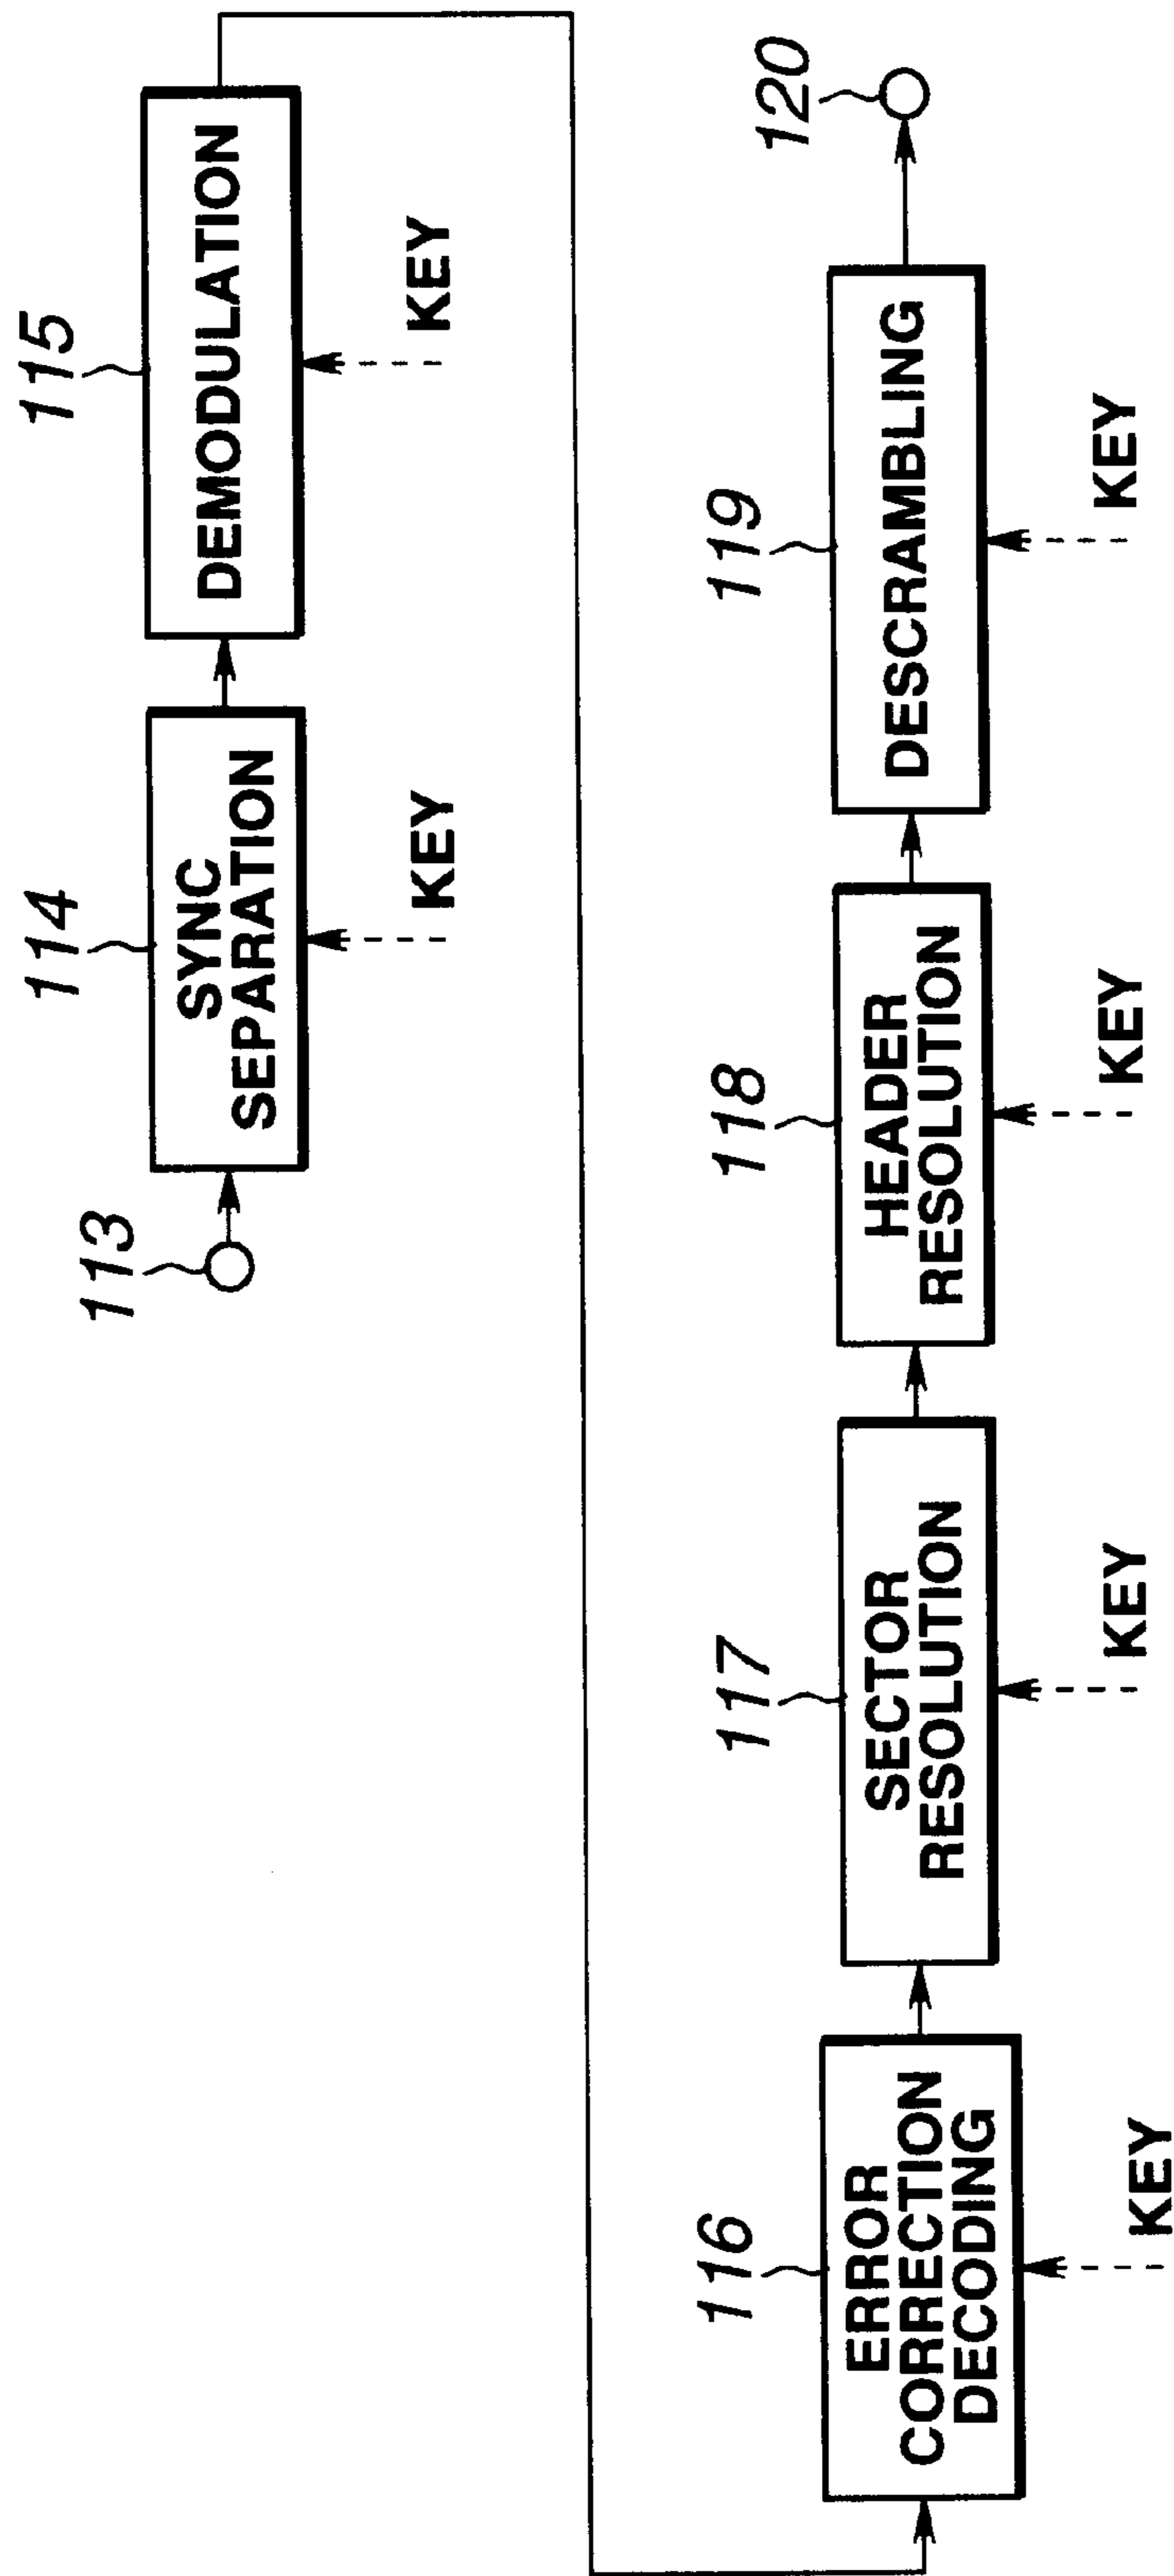 113
114
SYNC
SEPARATION
KEY
115
DEMODULATION
KEY
116
ERROR
CORRECTION
DECODING
KEY
117
SECTOR
RESOLUTION
KEY
118
HEADER
RESOLUTION
KEY
119
DESCRAMBLING
KEY
120